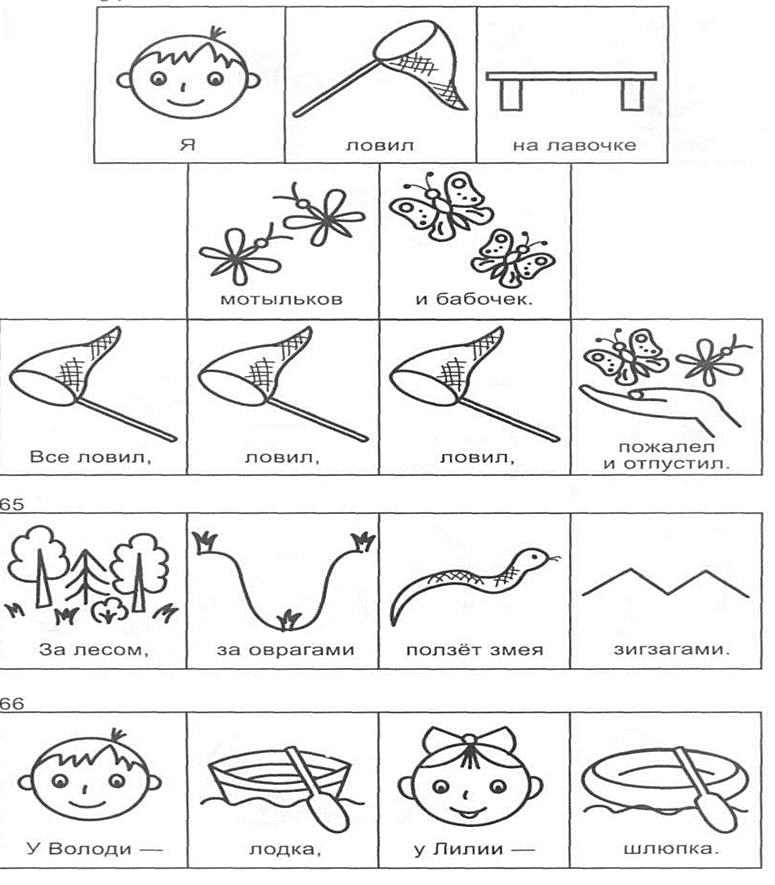 Я ловил на лавочке
мотыльков и бабочек.
Все ловил, ловил, ловил, пожалел
и отпустил.
65
За лесом, за оврагами ползёт змея зигзагами.
66
У Володи — лодка, у Лилии — шлюпка.